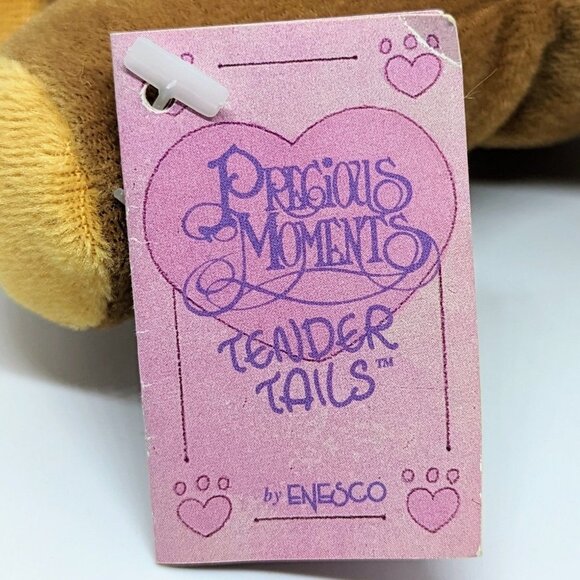 PRECIOUS
MOMENTS
TENDER
TAILS™
by ENESCO